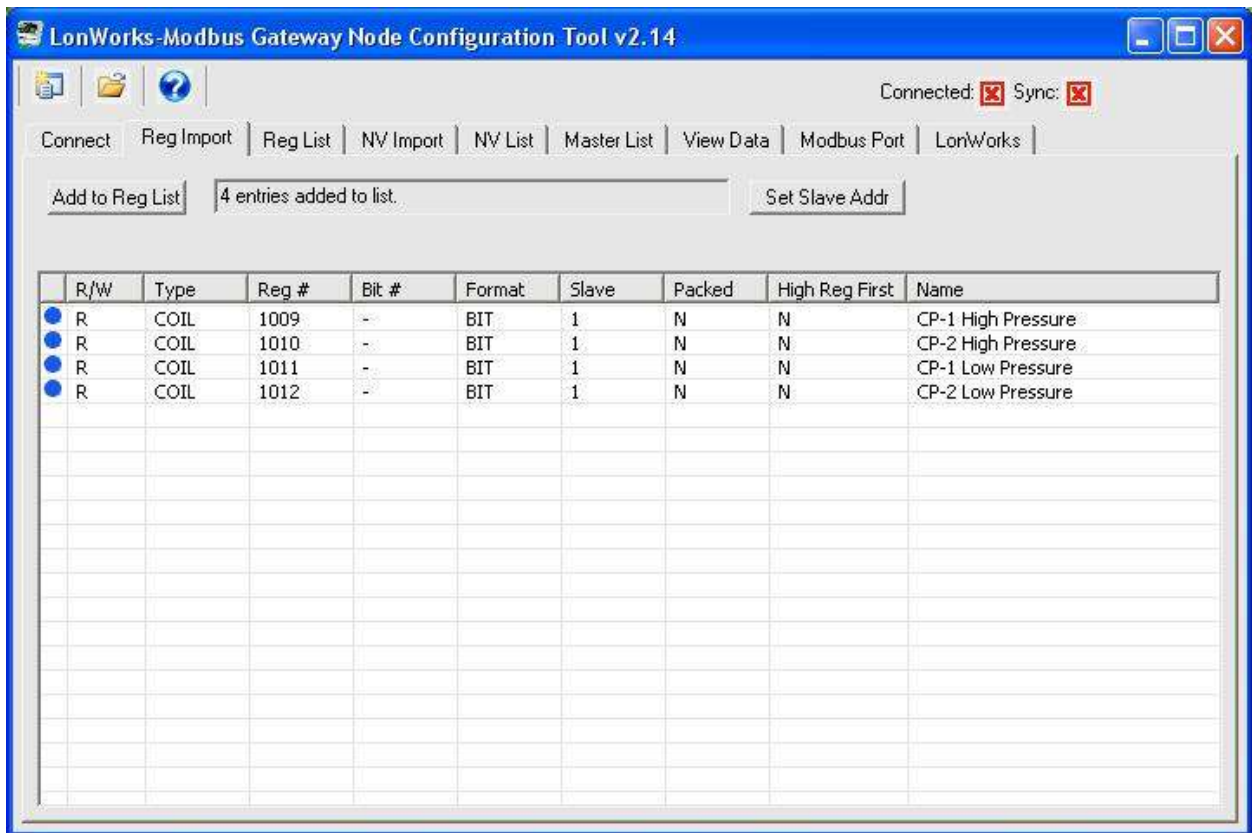 LonWorks-Modbus Gateway Node Configuration Tool v2.14
Connected: Sync:
Connect Reg Import Reg List NV Import NV List Master List View Data Modbus Port LonWorks
Add to Reg List 4 entries added to list. Set Slave Addr
R/W Type Reg # Bit # Format Slave Packed High Reg First Name
R COIL 1009 - BIT 1 N N CP-1 High Pressure
R COIL 1010 - BIT 1 N N CP-2 High Pressure
R COIL 1011 - BIT 1 N N CP-1 Low Pressure
R COIL 1012 - BIT 1 N N CP-2 Low Pressure